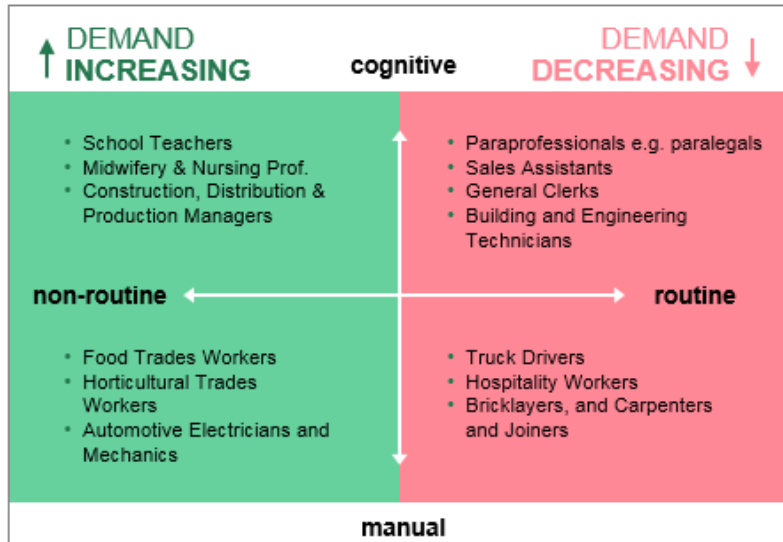 DEMAND
INCREASING
cognitive
DEMAND
DECREASING
• School Teachers
• Midwifery & Nursing Prof.
• Construction, Distribution &
Production Managers
• Paraprofessionals e.g. paralegals
• Sales Assistants
• General Clerks
• Building and Engineering
Technicians
non-routine
routine
• Food Trades Workers
• Horticultural Trades
Workers
• Automotive Electricians and
Mechanics
• Truck Drivers
• Hospitality Workers
• Bricklayers, and Carpenters
and Joiners
manual